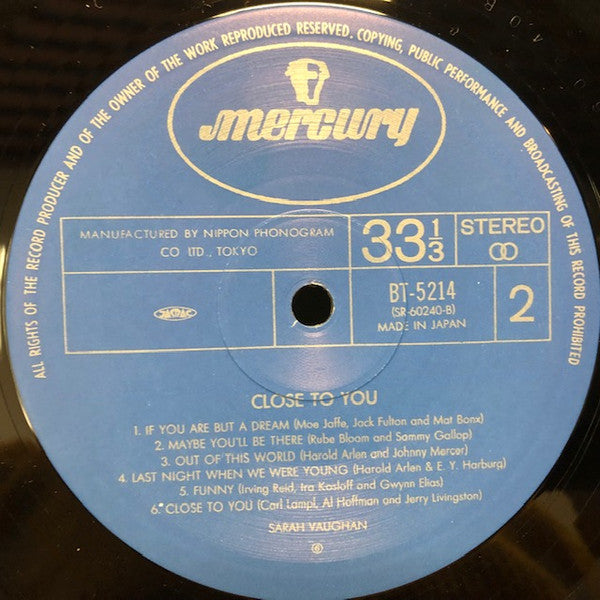 ALL RIGHTS OF THE RECORD PRODUCER AND OF THE OWNER OF THE WORK REPRODUCED RESERVED. COPYING, PUBLIC PERFORMANCE AND BROADCASTING OF THIS RECORD PROHIBITED
mercury
MANUFACTURED BY NIPPON PHONOGRAM
CO LTD., TOKYO
33 1/3
STEREO
JASRAC
BT-5214
(SR-60240-B)
MADE IN JAPAN
2
CLOSE TO YOU
1. IF YOU ARE BUT A DREAM (Moe Jaffe, Jack Fulton and Mat Bonx)
2. MAYBE YOU'LL BE THERE (Rube Bloom and Sammy Gallop)
3. OUT OF THIS WORLD (Harold Arlen and Johnny Mercer)
4. LAST NIGHT WHEN WE WERE YOUNG (Harold Arlen & E. Y. Harburg)
5. FUNNY (Irving Reid, Ira Kosloff and Gwynn Elias)
6. CLOSE TO YOU (Carl Lampl, Al Hoffman and Jerry Livingston)
SARAH VAUGHAN